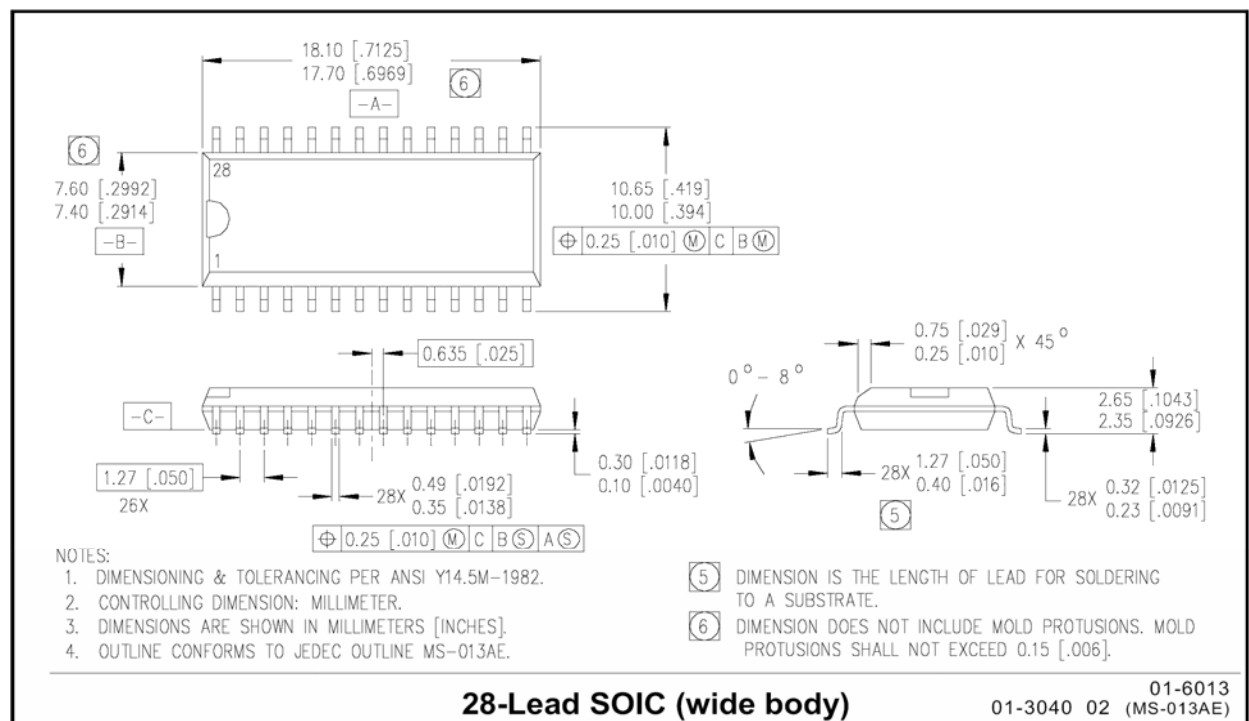 18.10 [.7125]
17.70 [.6969]
-A-
6
6
7.60 [.2992]
7.40 [.2914]
-B-
28
1
10.65 [.419]
10.00 [.394]
⌖ 0.25 [.010] Ⓜ C B Ⓜ
0.635 [.025]
-C-
1.27 [.050]
26X
28X 0.49 [.0192]
0.35 [.0138]
⌖ 0.25 [.010] Ⓜ C B Ⓢ A Ⓢ
0.30 [.0118]
0.10 [.0040]
0.75 [.029]
0.25 [.010] X 45°
0° - 8°
2.65 [.1043]
2.35 [.0926]
28X 1.27 [.050]
0.40 [.016]
5
28X 0.32 [.0125]
0.23 [.0091]
NOTES:
1. DIMENSIONING & TOLERANCING PER ANSI Y14.5M-1982.
2. CONTROLLING DIMENSION: MILLIMETER.
3. DIMENSIONS ARE SHOWN IN MILLIMETERS [INCHES].
4. OUTLINE CONFORMS TO JEDEC OUTLINE MS-013AE.
5 DIMENSION IS THE LENGTH OF LEAD FOR SOLDERING
TO A SUBSTRATE.
6 DIMENSION DOES NOT INCLUDE MOLD PROTUSIONS. MOLD
PROTUSIONS SHALL NOT EXCEED 0.15 [.006].
28-Lead SOIC (wide body)
01-6013
01-3040 02 (MS-013AE)